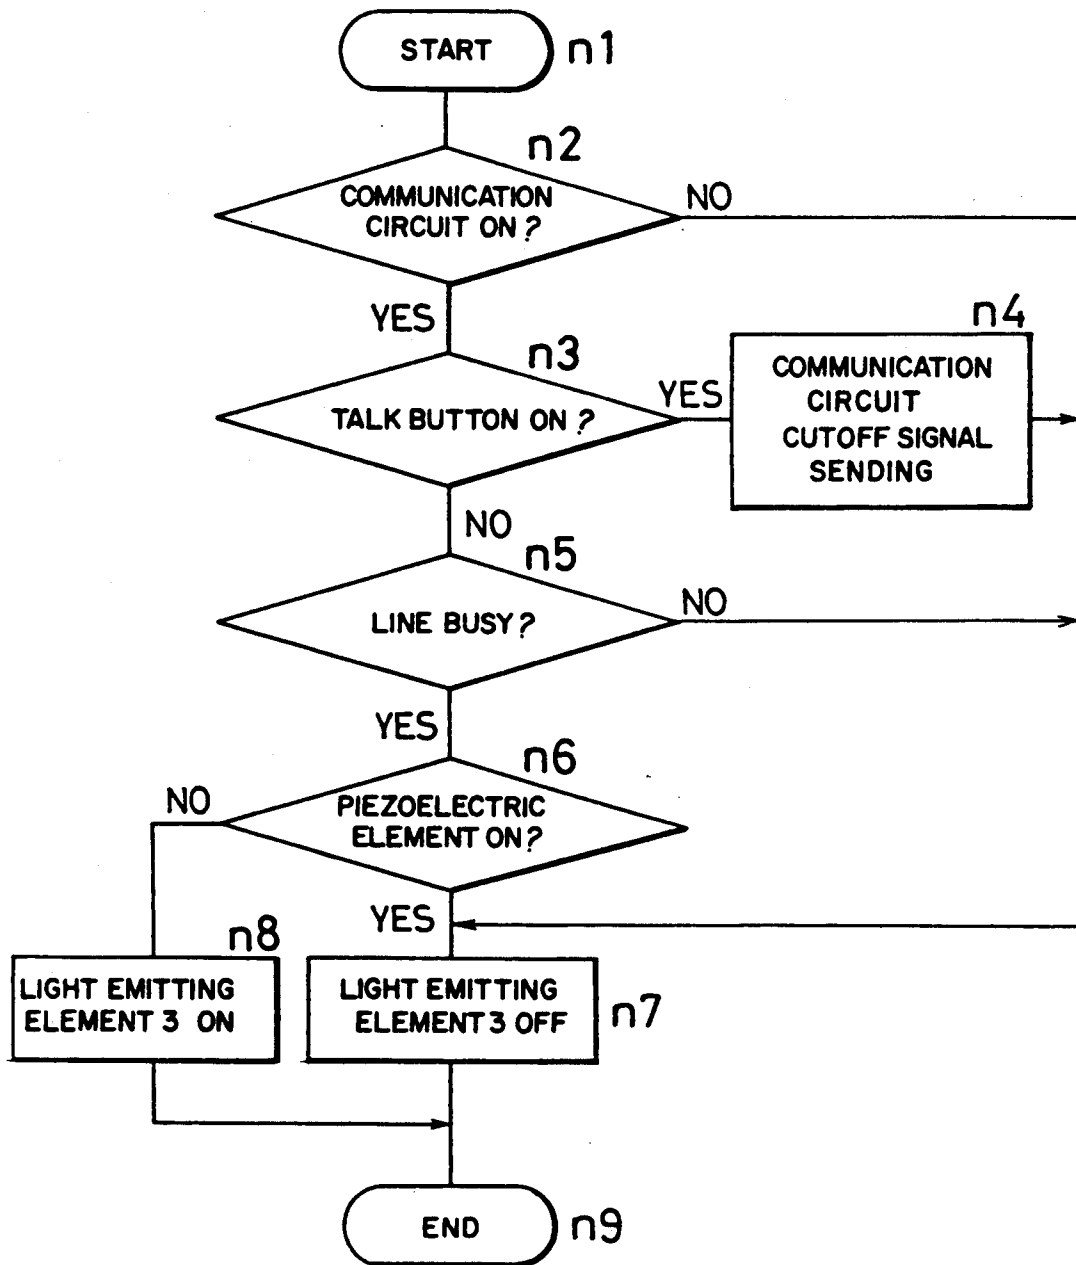 START
n1
n2
COMMUNICATION
CIRCUIT ON?
NO
YES
n3
TALK BUTTON ON?
YES
n4
COMMUNICATION
CIRCUIT
CUTOFF SIGNAL
SENDING
NO
n5
LINE BUSY?
NO
YES
n6
PIEZOELECTRIC
ELEMENT ON?
NO
YES
n8
LIGHT EMITTING
ELEMENT 3 ON
LIGHT EMITTING
ELEMENT 3 OFF
n7
END
n9